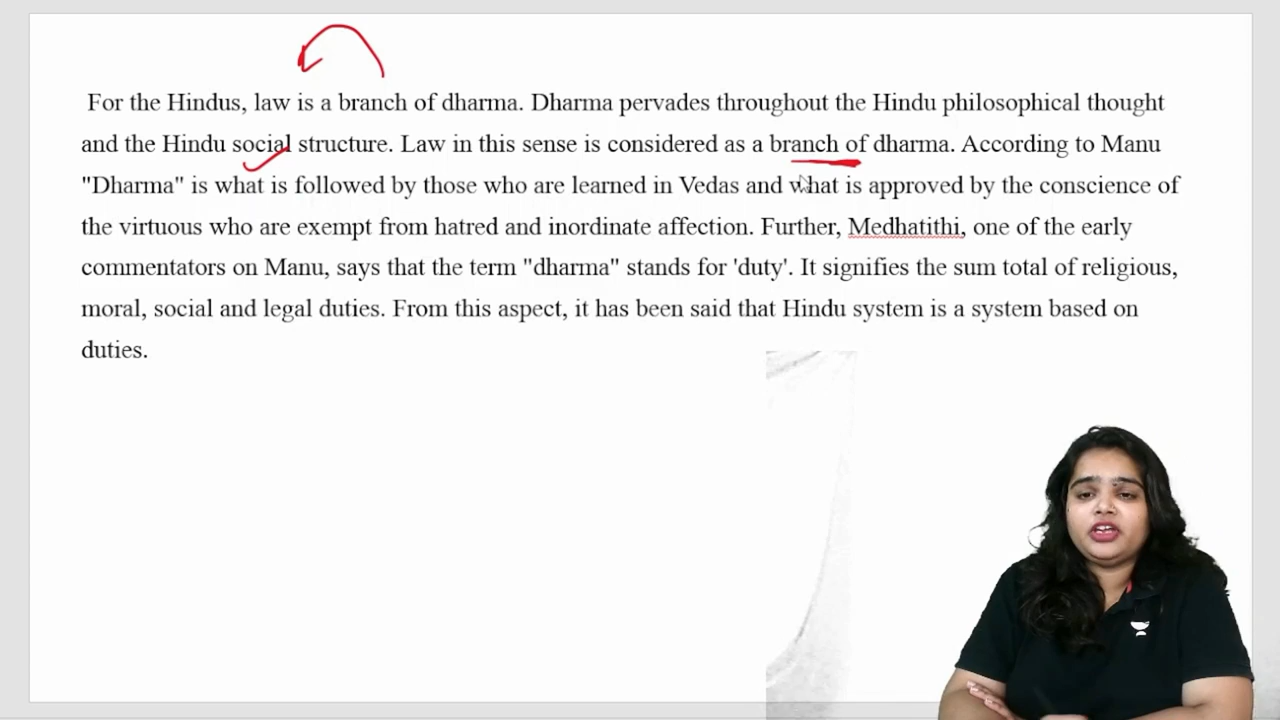 For the Hindus, law is a branch of dharma. Dharma pervades throughout the Hindu philosophical thought
and the Hindu social structure. Law in this sense is considered as a branch of dharma. According to Manu
"Dharma" is what is followed by those who are learned in Vedas and what is approved by the conscience of
the virtuous who are exempt from hatred and inordinate affection. Further, Medhatithi, one of the early
commentators on Manu, says that the term "dharma" stands for 'duty'. It signifies the sum total of religious,
moral, social and legal duties. From this aspect, it has been said that Hindu system is a system based on
duties.